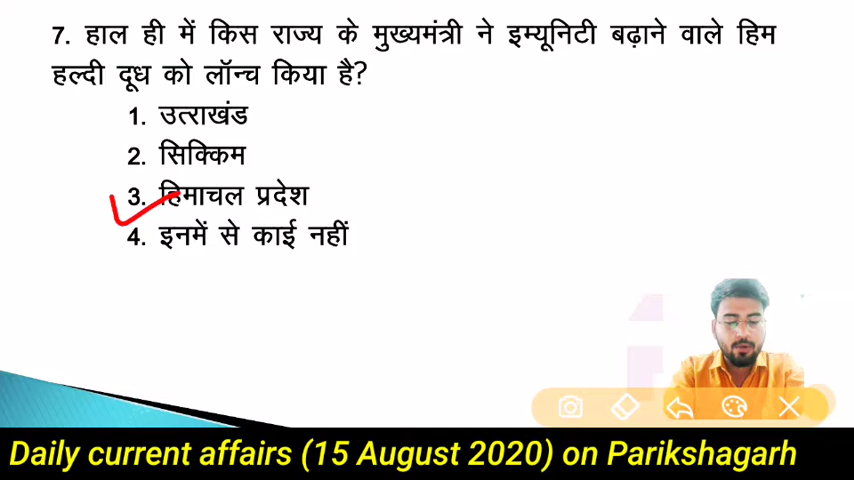 7. हाल ही में किस राज्य के मुख्यमंत्री ने इम्यूनिटी बढ़ाने वाले हिम
हल्दी दूध को लॉन्च किया है?
1. उत्तराखंड
2. सिक्किम
3. हिमाचल प्रदेश
4. इनमें से काई नहीं
Daily current affairs (15 August 2020) on Parikshagarh